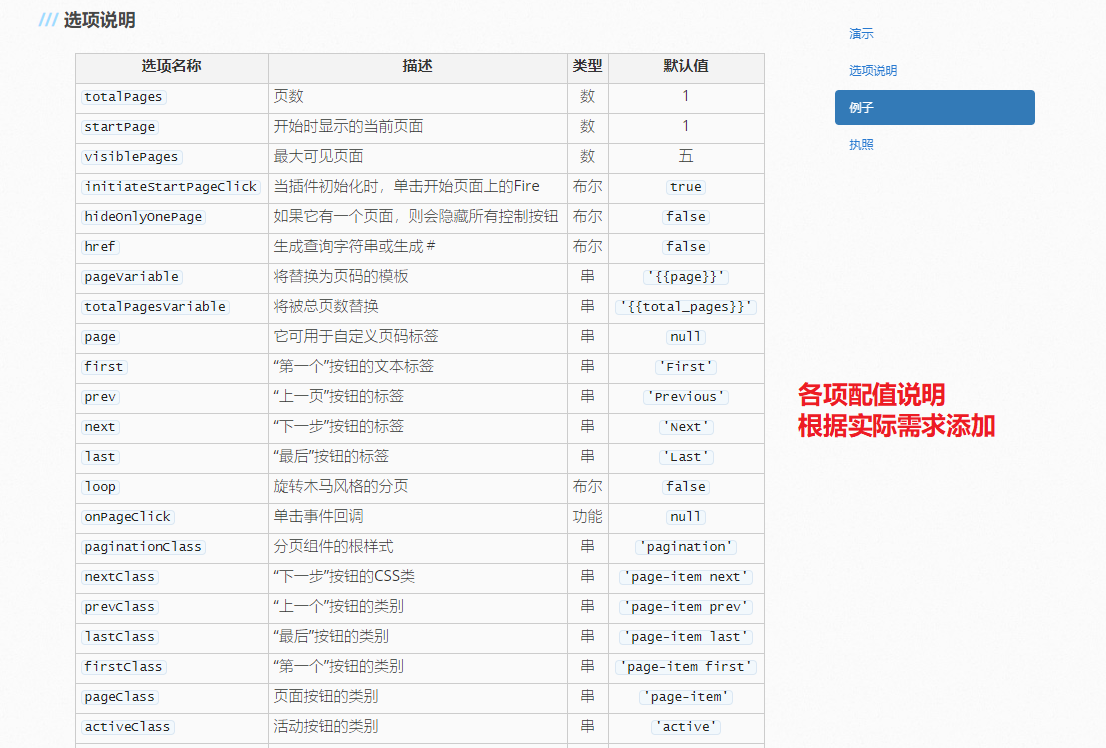 /// 选项说明
选项名称 描述 类型 默认值
totalPages 页数 数 1
startPage 开始时显示的当前页面 数 1
visiblePages 最大可见页面 数 五
initiateStartPageClick 当插件初始化时，单击开始页面上的Fire 布尔 true
hideOnlyOnePage 如果它有一个页面，则会隐藏所有控制按钮 布尔 false
href 生成查询字符串或生成＃ 布尔 false
pageVariable 将替换为页码的模板 串 '{{page}}'
totalPagesVariable 将被总页数替换 串 '{{total_pages}}'
page 它可用于自定义页码标签 串 null
first “第一个”按钮的文本标签 串 'First'
prev “上一页”按钮的标签 串 'Previous'
next “下一步”按钮的标签 串 'Next'
last “最后”按钮的标签 串 'Last'
loop 旋转木马风格的分页 布尔 false
onPageClick 单击事件回调 功能 null
paginationClass 分页组件的根样式 串 'pagination'
nextClass “下一步”按钮的CSS类 串 'page-item next'
prevClass “上一个”按钮的类别 串 'page-item prev'
lastClass “最后”按钮的类别 串 'page-item last'
firstClass “第一个”按钮的类别 串 'page-item first'
pageClass 页面按钮的类别 串 'page-item'
activeClass 活动按钮的类别 串 'active'
演示
选项说明
例子
执照
各项配值说明
根据实际需求添加